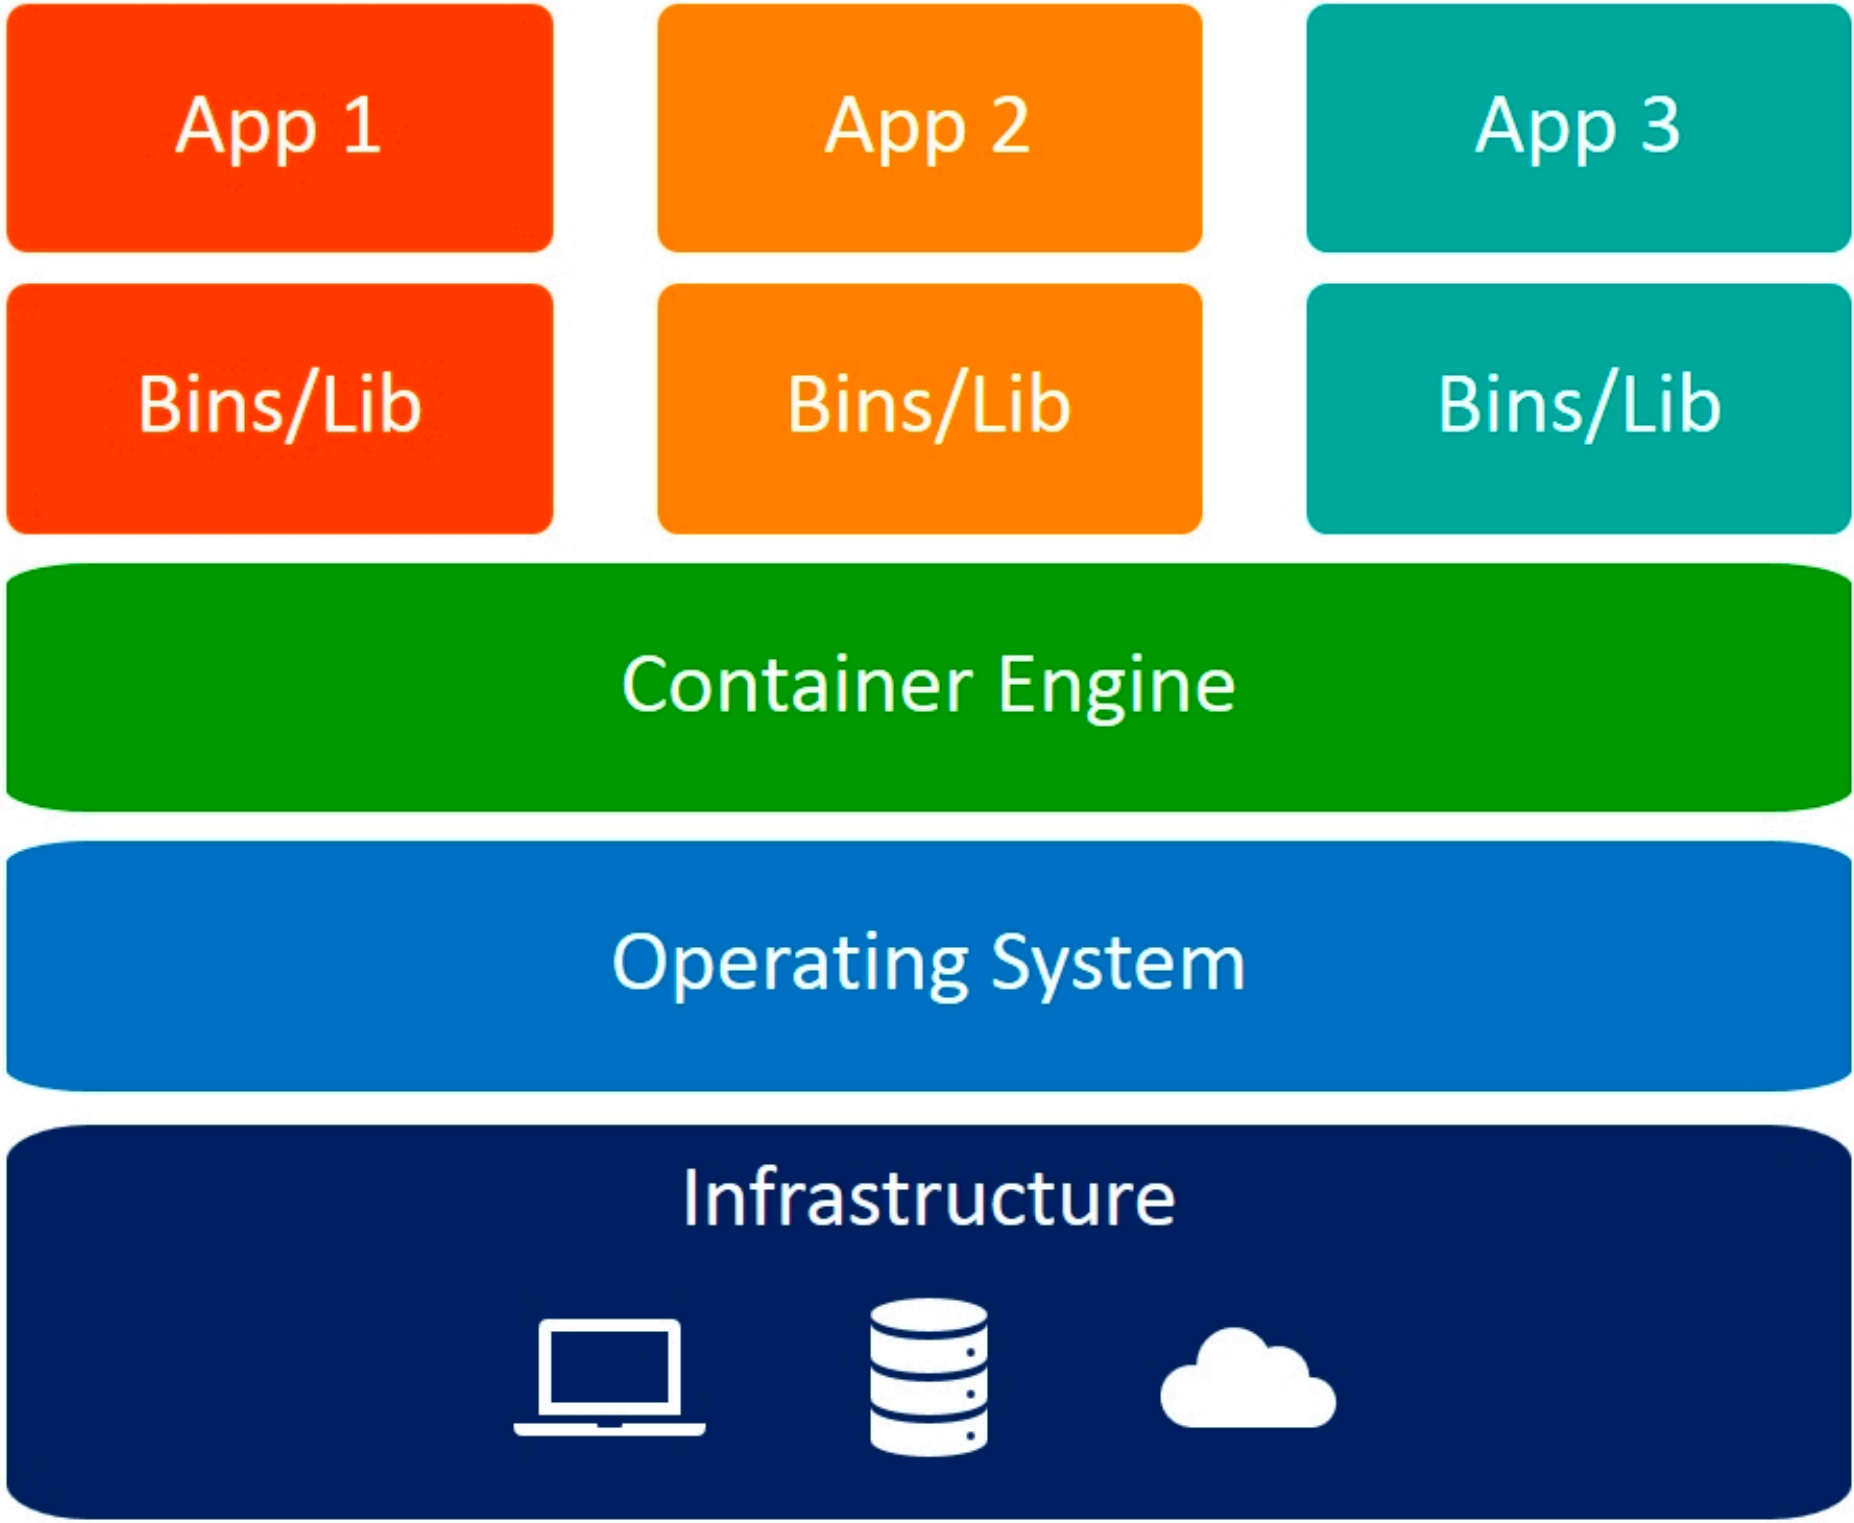 App 1
App 2
App 3
Bins/Lib
Bins/Lib
Bins/Lib
Container Engine
Operating System
Infrastructure